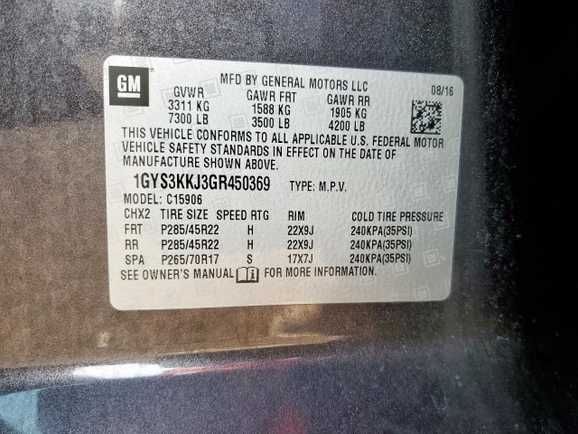 GM
MFD BY GENERAL MOTORS LLC
08/16
GVWR GAWR FRT GAWR RR
3311 KG 1588 KG 1905 KG
7300 LB 3500 LB 4200 LB
THIS VEHICLE CONFORMS TO ALL APPLICABLE U.S. FEDERAL MOTOR
VEHICLE SAFETY STANDARDS IN EFFECT ON THE DATE OF
MANUFACTURE SHOWN ABOVE.
1GYS3KKJ3GR450369 TYPE: M.P.V.
MODEL: C15906
CHX2 TIRE SIZE SPEED RTG RIM COLD TIRE PRESSURE
FRT P285/45R22 H 22X9J 240KPA(35PSI)
RR P285/45R22 H 22X9J 240KPA(35PSI)
SPA P265/70R17 S 17X7J 240KPA(35PSI)
SEE OWNER'S MANUAL FOR MORE INFORMATION.